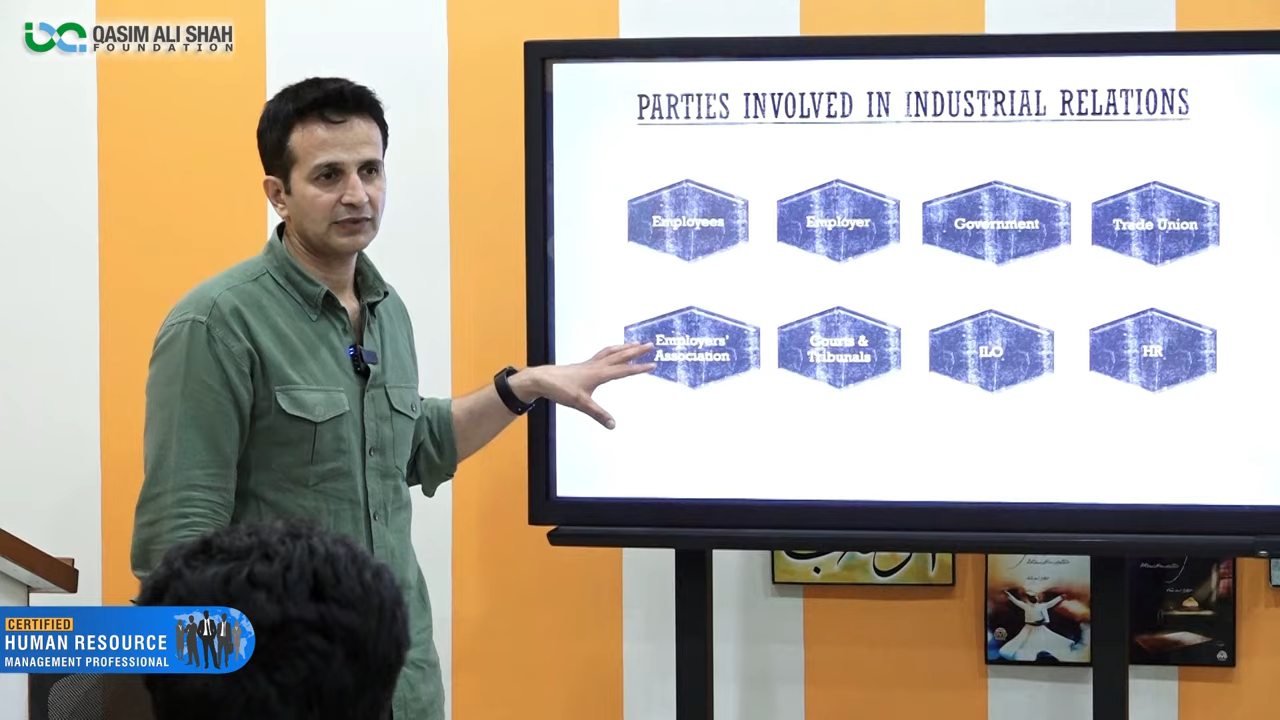 QASIM ALI SHAH
FOUNDATION
PARTIES INVOLVED IN INDUSTRIAL RELATIONS
Employees
Employer
Government
Trade Union
Employers'
Association
Courts &
Tribunals
ILO
HR
CERTIFIED
HUMAN RESOURCE
MANAGEMENT PROFESSIONAL